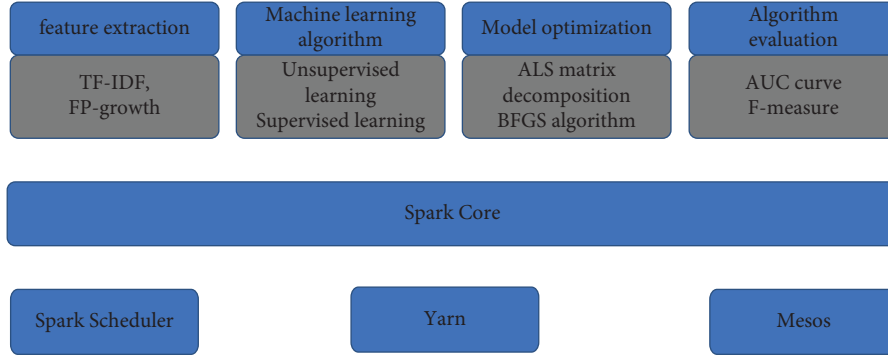 feature extraction
TF-IDF,
FP-growth
Machine learning
algorithm
Unsupervised
learning
Supervised learning
Model optimization
ALS matrix
decomposition
BFGS algorithm
Algorithm
evaluation
AUC curve
F-measure
Spark Core
Spark Scheduler
Yarn
Mesos